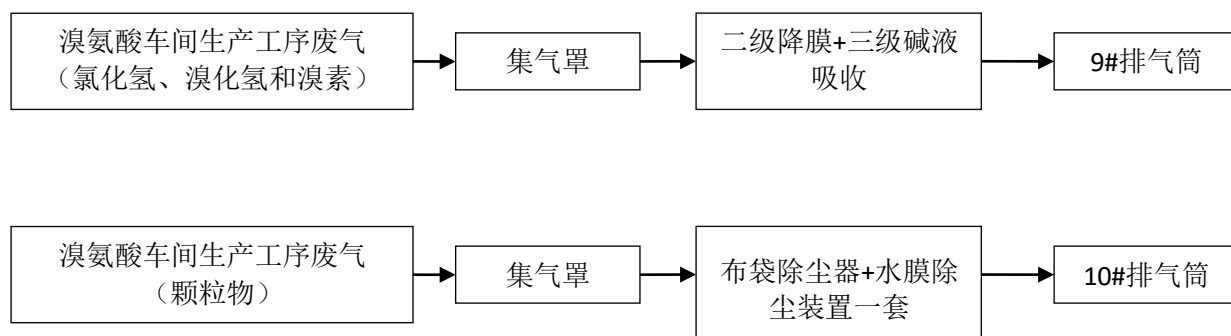 溴氨酸车间生产工序废气
（氯化氢、溴化氢和溴素）
集气罩
二级降膜+三级碱液
吸收
9#排气筒
溴氨酸车间生产工序废气
（颗粒物）
集气罩
布袋除尘器+水膜除
尘装置一套
10#排气筒